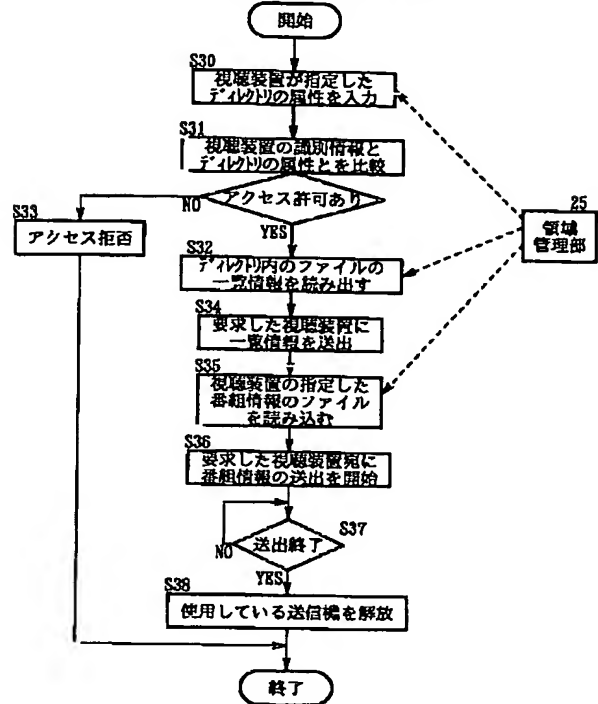 開始
S30
視聴装置が指定した
ディレクトリの属性を入力
S31
視聴装置の識別情報と
ディレクトリの属性とを比較
アクセス許可あり
NO
YES
S33
アクセス拒否
25
領域
管理部
S32
ディレクトリ内のファイルの
一覧情報を読み出す
S34
要求した視聴装置に
一覧情報を送出
S35
視聴装置の指定した
番組情報のファイル
を読み込む
S36
要求した視聴装置宛に
番組情報の送出を開始
S37
送出終了
NO
YES
S38
使用している送信機を解放
終了